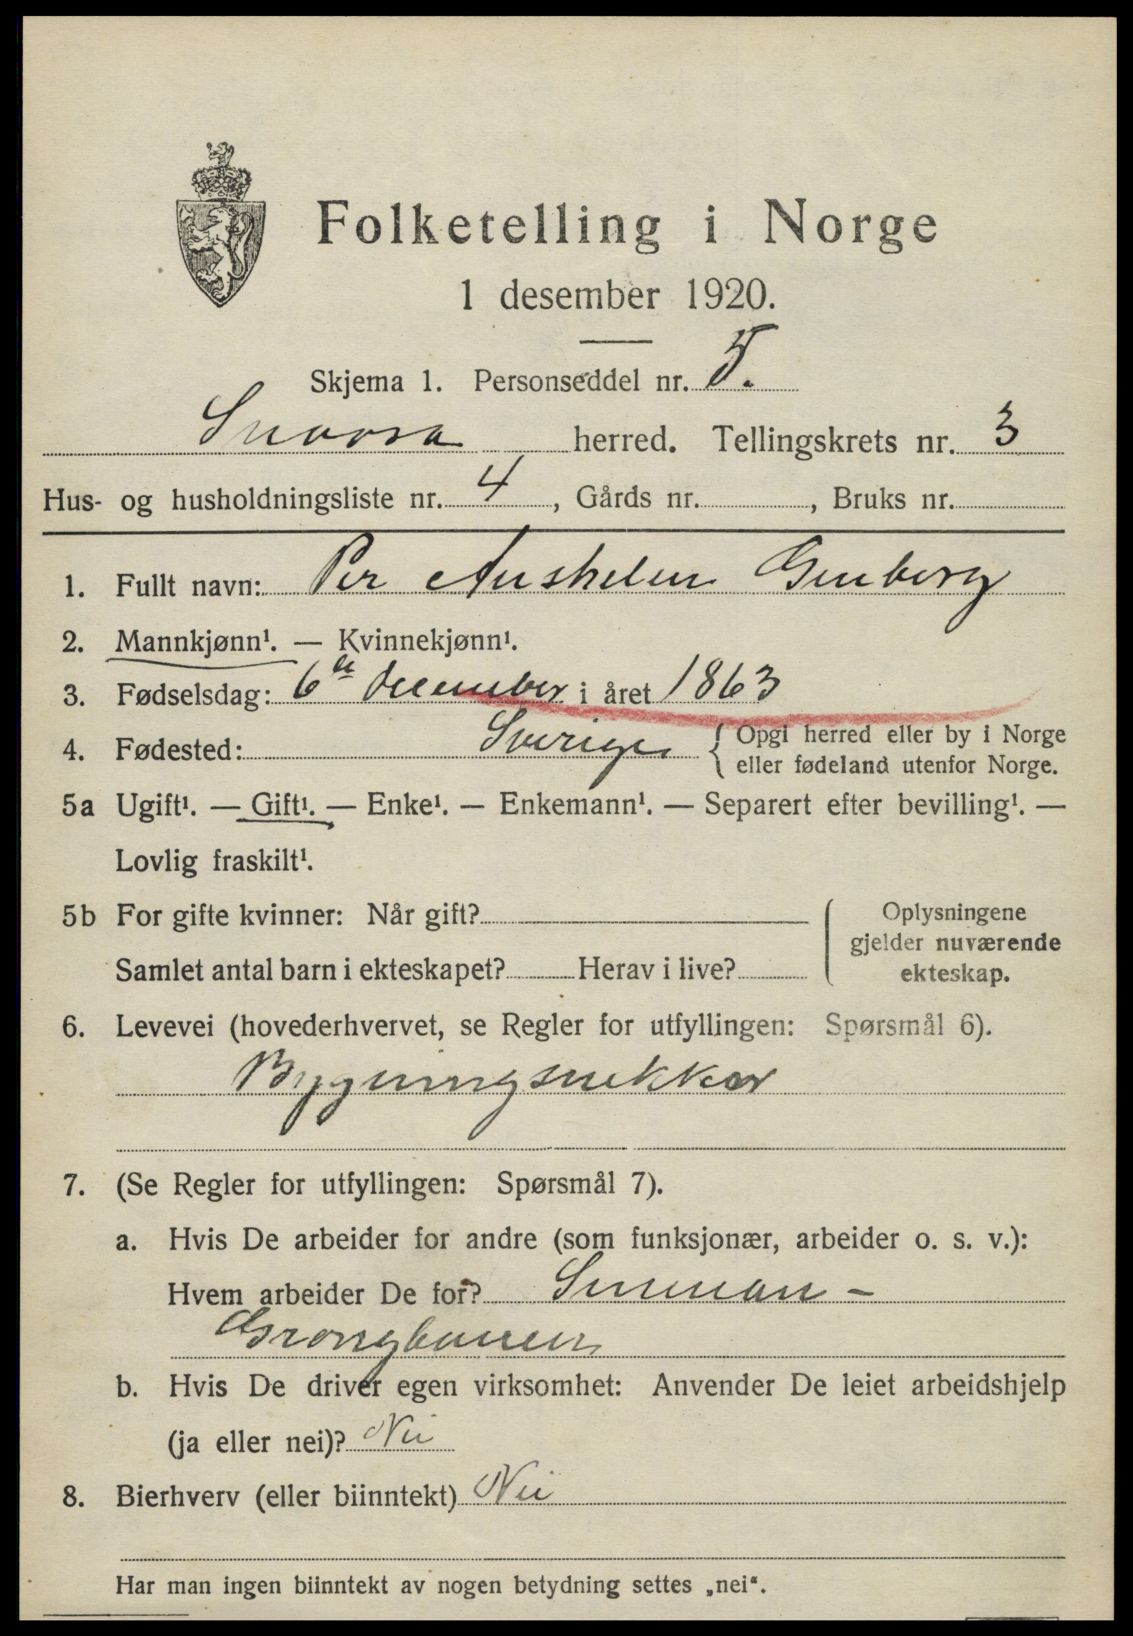 Folketelling i Norge
1 desember 1920.
Skjema 1. Personseddel nr. 5.
Snaasa herred. Tellingskrets nr. 3
Hus- og husholdningsliste nr. 4, Gårds nr. , Bruks nr.
1. Fullt navn: Per Anshelm Genberg
2. Mannkjønn¹. — Kvinnekjønn¹.
3. Fødselsdag: 6te december i året 1863
4. Fødested: Sverige { Opgi herred eller by i Norge
eller fødeland utenfor Norge.
5a Ugift¹. — Gift¹. — Enke¹. — Enkemann¹. — Separert efter bevilling¹. —
Lovlig fraskilt¹.
5b For gifte kvinner: Når gift? { Oplysningene
gjelder nuværende
Samlet antal barn i ekteskapet? Herav i live? ekteskap.
6. Levevei (hovederhvervet, se Regler for utfyllingen: Spørsmål 6).
Bygningsnekker
7. (Se Regler for utfyllingen: Spørsmål 7).
a. Hvis De arbeider for andre (som funksjonær, arbeider o. s. v.):
Hvem arbeider De for? Sunnan-
Grongbanen
b. Hvis De driver egen virksomhet: Anvender De leiet arbeidshjelp
(ja eller nei)? Nei
8. Bierhverv (eller biinntekt) Nei
Har man ingen biinntekt av nogen betydning settes „nei“.